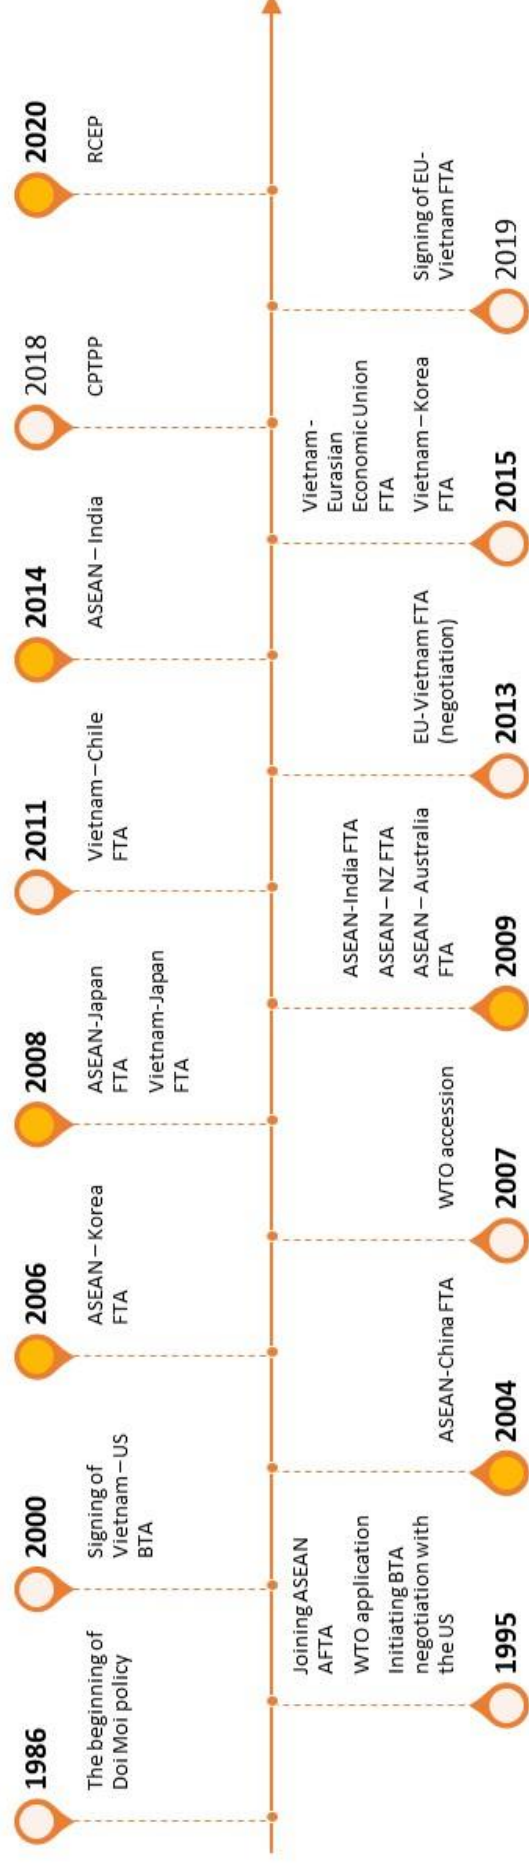 1986
The beginning of
Doi Moi policy
1995
Joining ASEAN
AFTA
WTO application
Initiating BTA
negotiation with
the US
2000
Signing of
Vietnam – US
BTA
2004
ASEAN-China FTA
2006
ASEAN – Korea
FTA
2007
WTO accession
2008
ASEAN-Japan
FTA
Vietnam-Japan
FTA
2009
ASEAN-India FTA
ASEAN – NZ FTA
ASEAN – Australia
FTA
2011
Vietnam – Chile
FTA
2013
EU-Vietnam FTA
(negotiation)
2014
ASEAN – India
2015
Vietnam -
Eurasian
Economic Union
FTA
Vietnam – Korea
FTA
2018
CPTPP
2019
Signing of EU-
Vietnam FTA
2020
RCEP